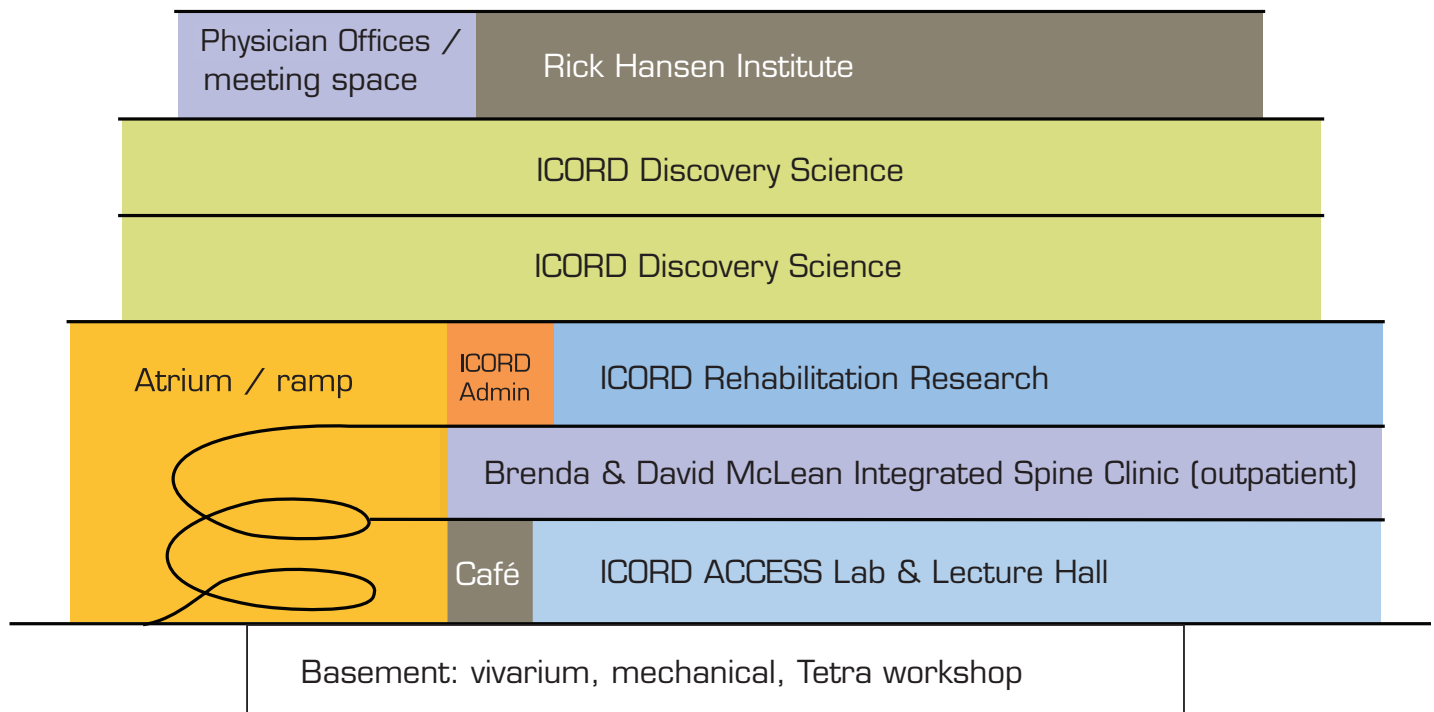 Physician Offices /
meeting space
Rick Hansen Institute
ICORD Discovery Science
ICORD Discovery Science
Atrium / ramp
ICORD
Admin
ICORD Rehabilitation Research
Brenda & David McLean Integrated Spine Clinic (outpatient)
Café
ICORD ACCESS Lab & Lecture Hall
Basement: vivarium, mechanical, Tetra workshop